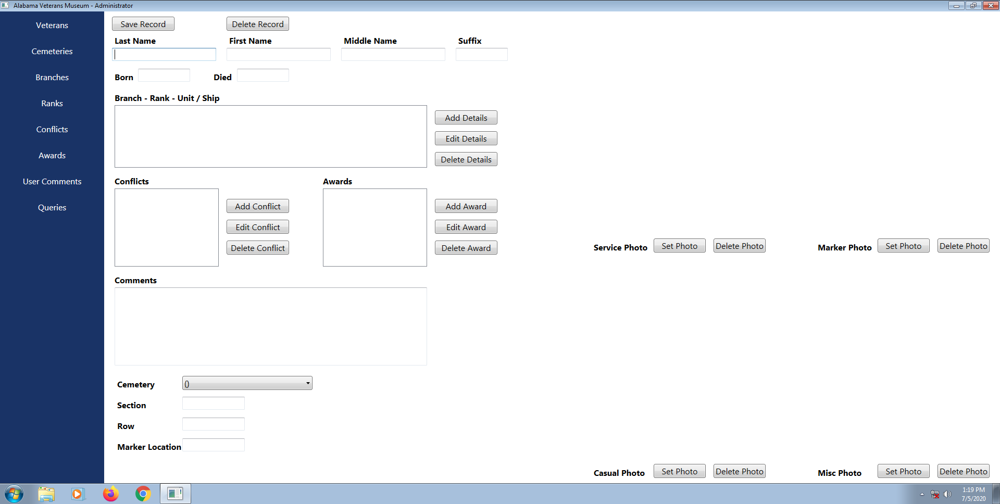 Alabama Veterans Museum - Administrator
Veterans
Cemeteries
Branches
Ranks
Conflicts
Awards
User Comments
Queries
Save Record Delete Record
Last Name First Name Middle Name Suffix
Born Died
Branch - Rank - Unit / Ship
Add Details
Edit Details
Delete Details
Conflicts Awards
Add Conflict Add Award
Edit Conflict Edit Award
Delete Conflict Delete Award
Service Photo Set Photo Delete Photo Marker Photo Set Photo Delete Photo
Comments
Cemetery ()
Section
Row
Marker Location
Casual Photo Set Photo Delete Photo Misc Photo Set Photo Delete Photo
1:19 PM
7/5/2020